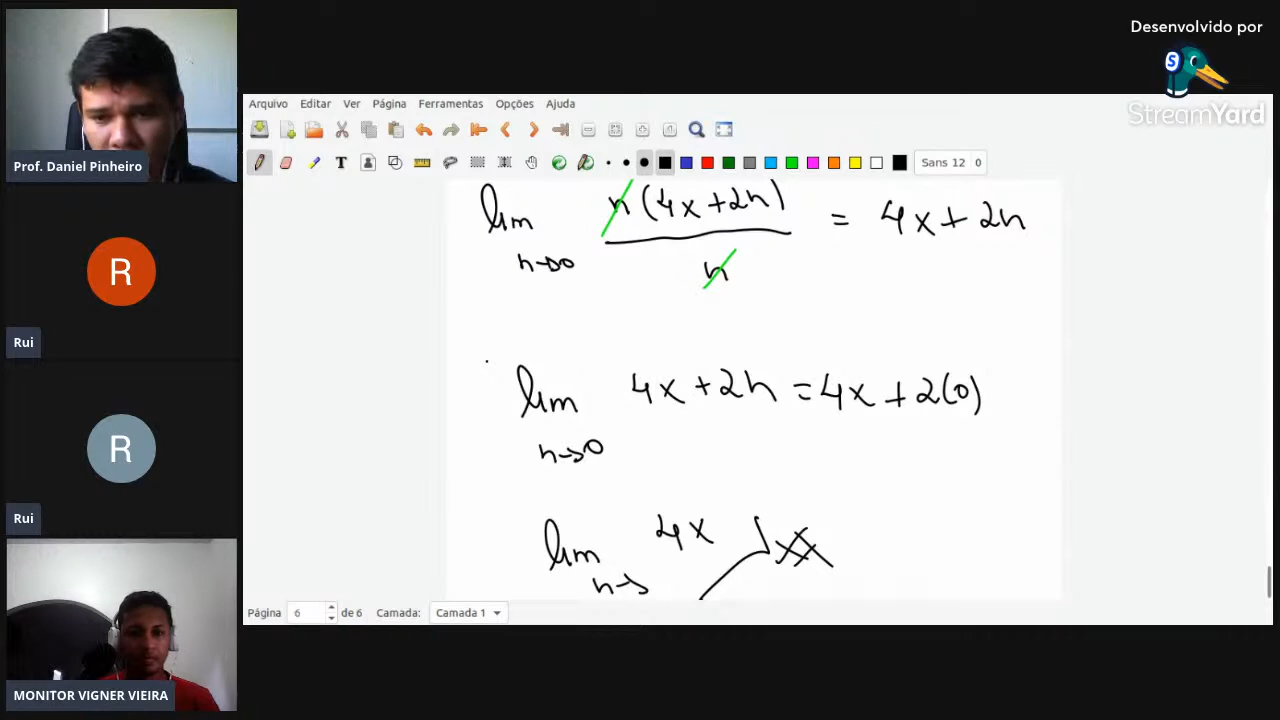 Desenvolvido por
StreamYard
Prof. Daniel Pinheiro
R
Rui
R
Rui
MONITOR VIGNER VIEIRA
Arquivo Editar Ver Página Ferramentas Opções Ajuda
T
Sans 12 0
lim h→0 h(4x+2h) / h = 4x+2h
lim h→0 4x+2h = 4x+2(0)
lim h→ 4x
Página 6 de 6 Camada: Camada 1